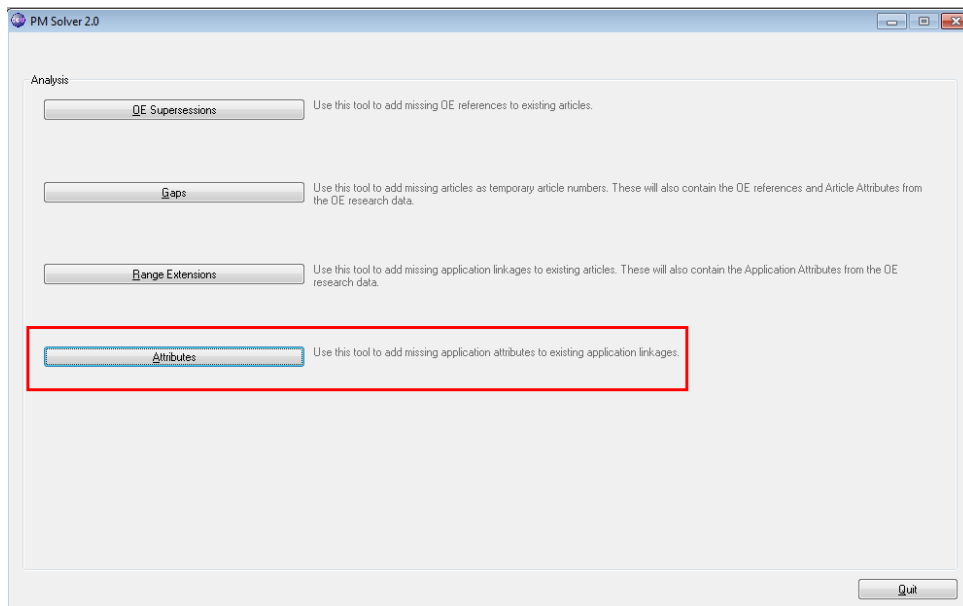 PM Solver 2.0
Analysis
OE Supersessions
Use this tool to add missing OE references to existing articles.
Gaps
Use this tool to add missing articles as temporary article numbers. These will also contain the OE references and Article Attributes from
the OE research data.
Range Extensions
Use this tool to add missing application linkages to existing articles. These will also contain the Application Attributes from the OE
research data.
Attributes
Use this tool to add missing application attributes to existing application linkages.
Quit